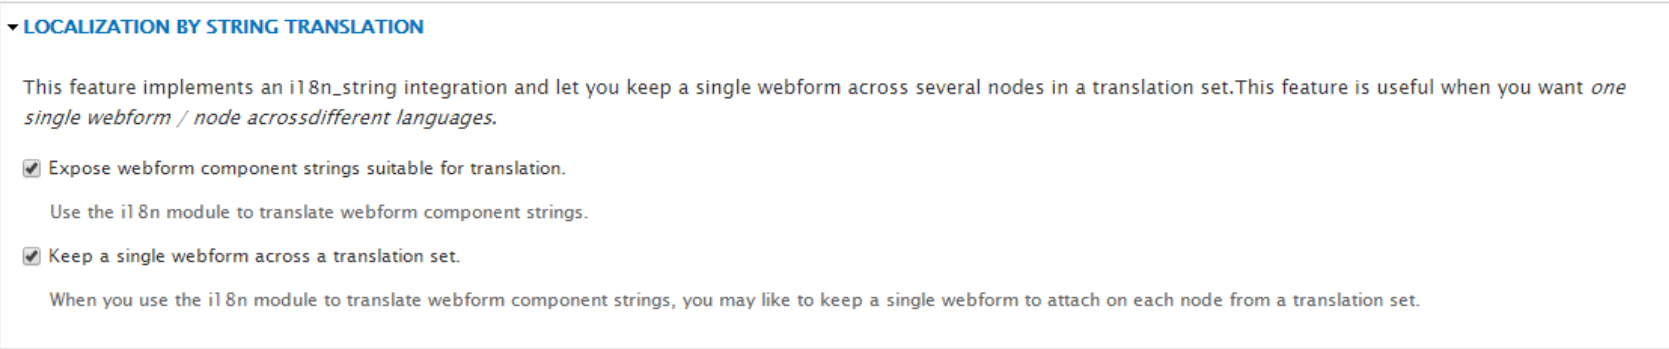 LOCALIZATION BY STRING TRANSLATION
This feature implements an i18n_string integration and let you keep a single webform across several nodes in a translation set.This feature is useful when you want one
single webform / node acrossdifferent languages.
Expose webform component strings suitable for translation.
Use the i18n module to translate webform component strings.
Keep a single webform across a translation set.
When you use the i18n module to translate webform component strings, you may like to keep a single webform to attach on each node from a translation set.